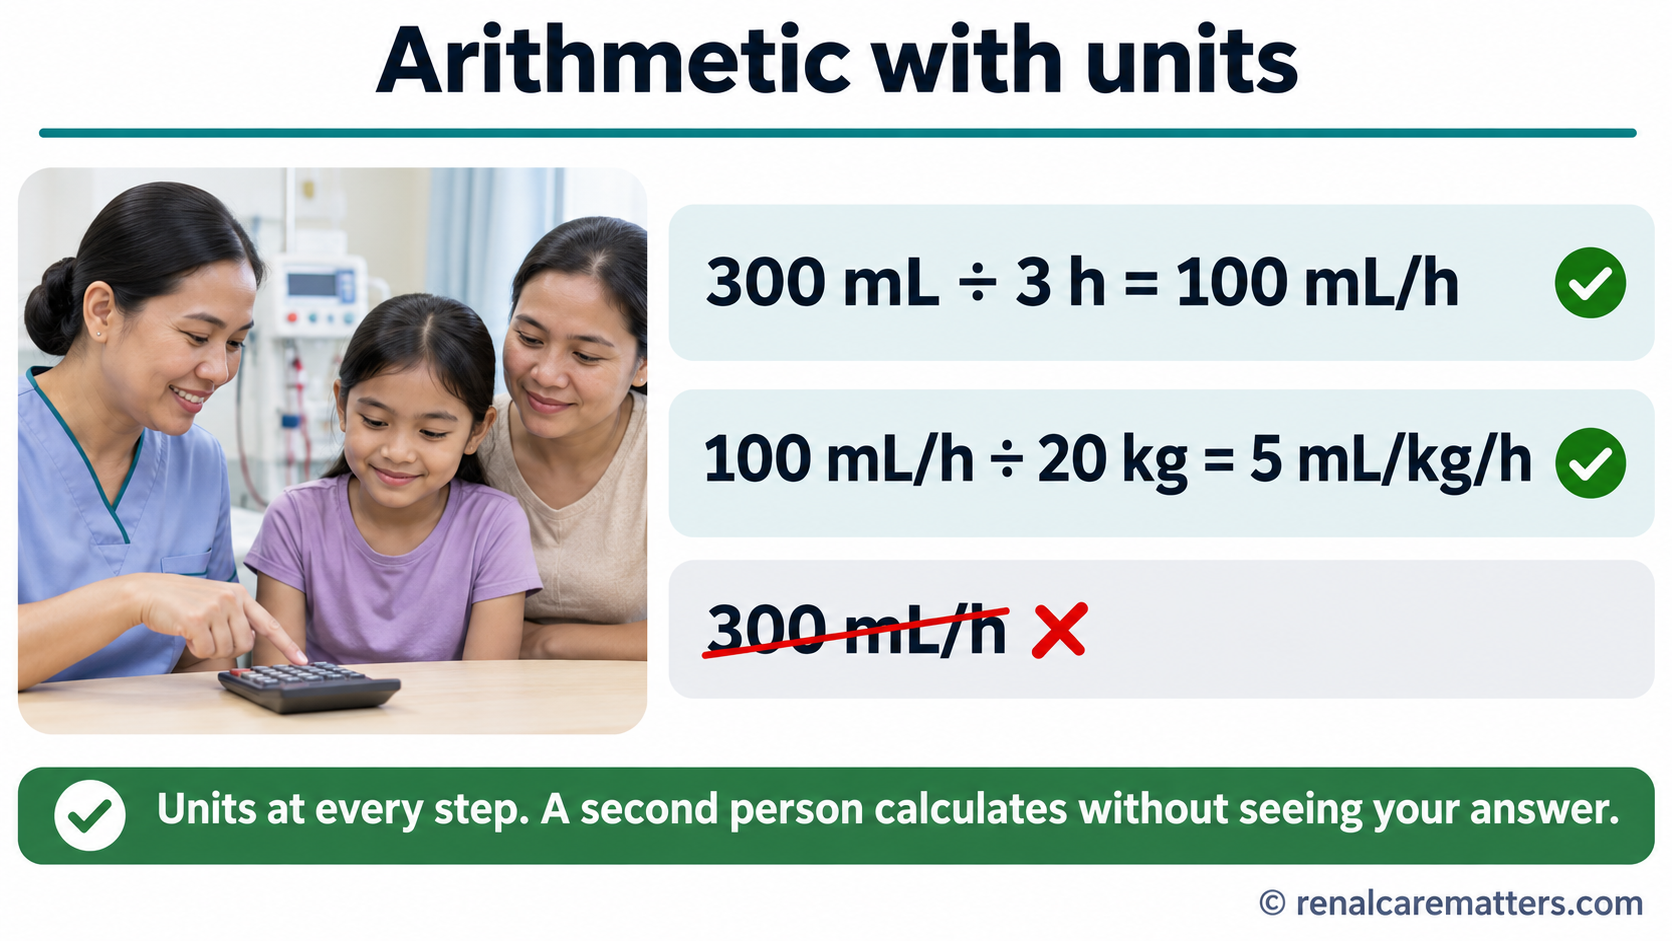 Arithmetic with units
300 mL ÷ 3 h = 100 mL/h
100 mL/h ÷ 20 kg = 5 mL/kg/h
300 mL/h
Units at every step. A second person calculates without seeing your answer.
© renalcarematters.com